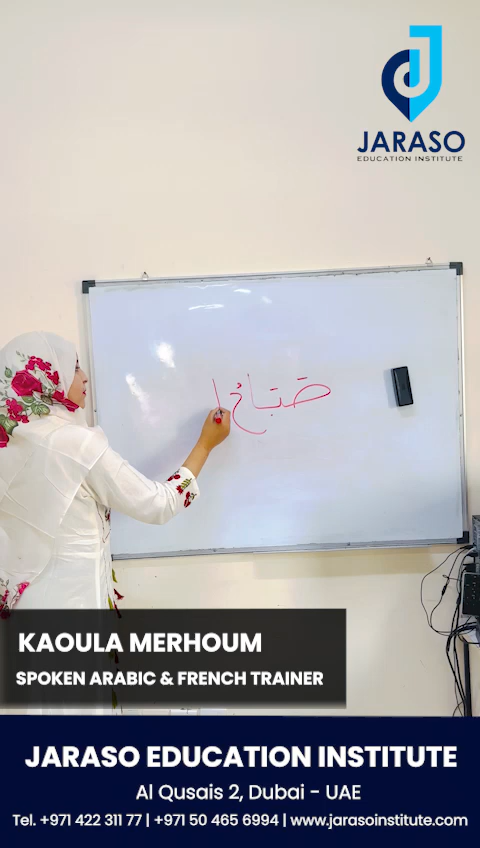 JARASO
EDUCATION INSTITUTE
صَبَاحُ ا
KAOULA MERHOUM
SPOKEN ARABIC & FRENCH TRAINER
JARASO EDUCATION INSTITUTE
Al Qusais 2, Dubai - UAE
Tel. +971 422 311 77 | +971 50 465 6994 | www.jarasoinstitute.com